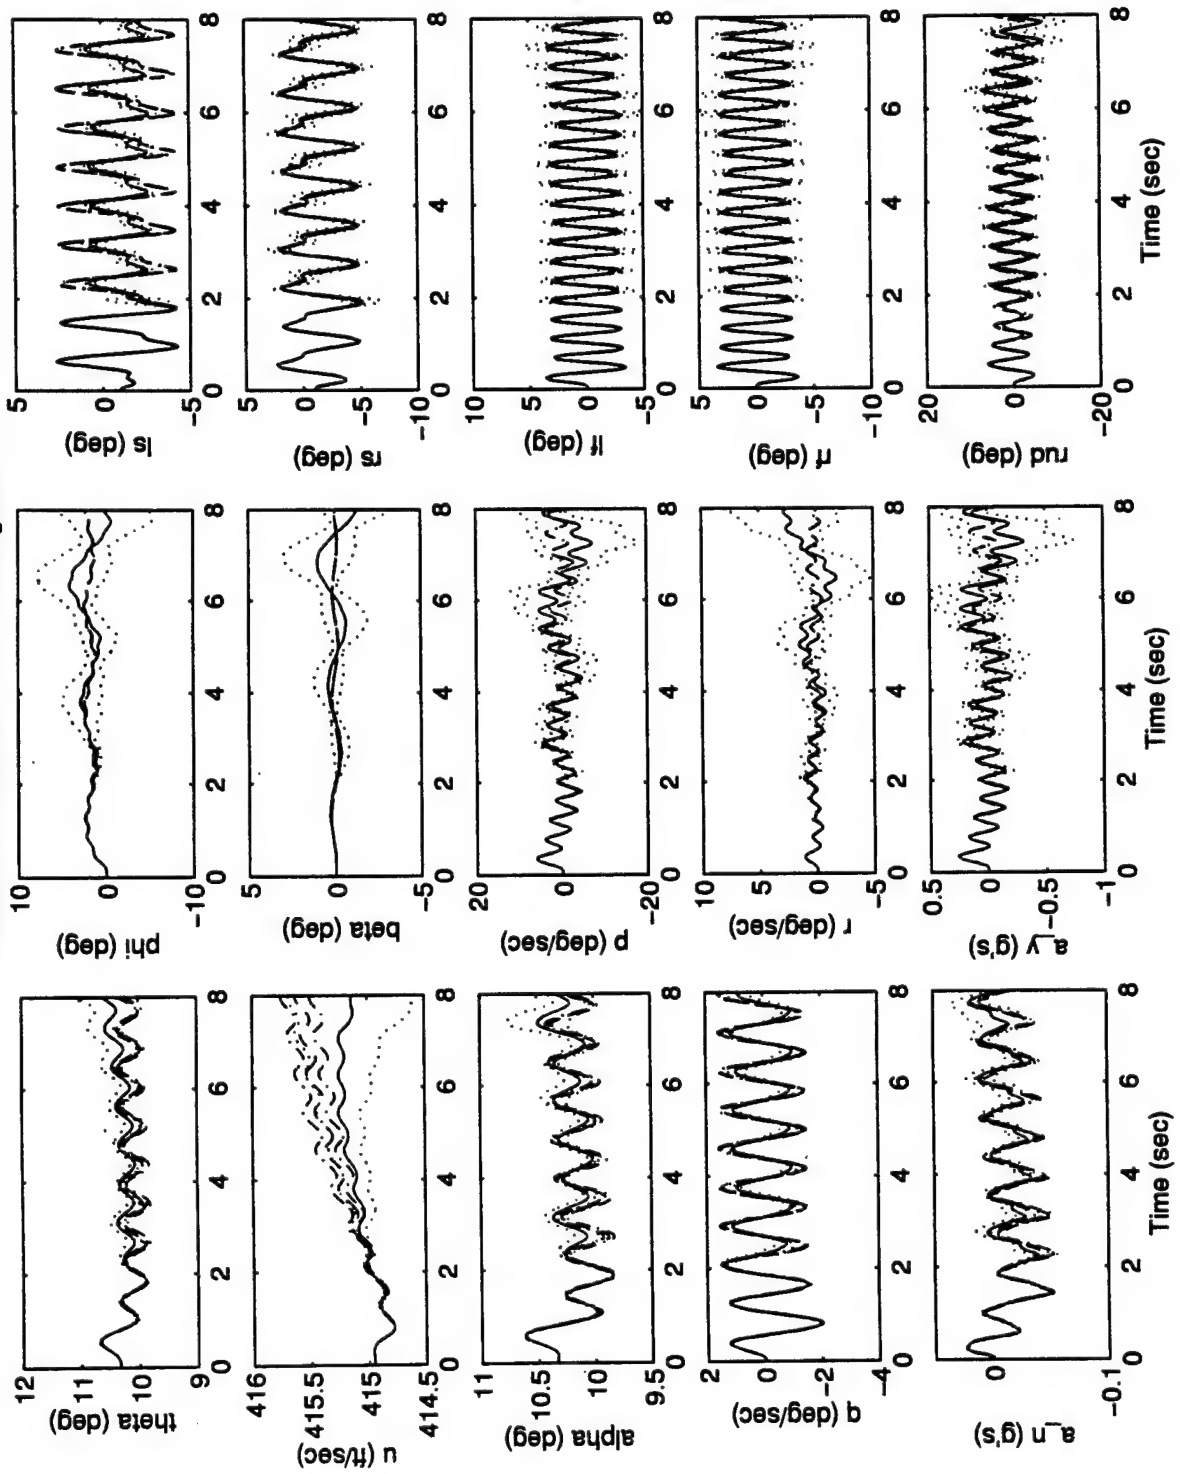 theta (deg)
12
11
10
9
0 2 4 6 8
u (ft/sec)
416
415.5
415
414.5
0 2 4 6 8
alpha (deg)
11
10.5
10
9.5
0 2 4 6 8
q (deg/sec)
2
0
-2
-4
0 2 4 6 8
a_n (g's)
0
-0.1
0 2 4 6 8
Time (sec)
phi (deg)
10
0
-10
0 2 4 6 8
beta (deg)
5
0
-5
0 2 4 6 8
p (deg/sec)
20
0
-20
0 2 4 6 8
r (deg/sec)
10
5
0
-5
0 2 4 6 8
a_y (g's)
0.5
0
-0.5
-1
0 2 4 6 8
Time (sec)
ls (deg)
5
0
-5
0 2 4 6 8
rs (deg)
5
0
-5
-10
0 2 4 6 8
lf (deg)
10
5
0
-5
0 2 4 6 8
rf (deg)
5
0
-5
-10
0 2 4 6 8
rud (deg)
20
0
-20
0 2 4 6 8
Time (sec)